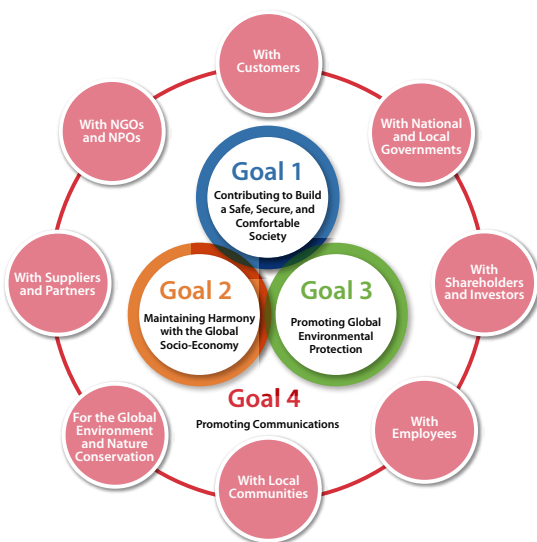 With
Customers
With National
and Local
Governments
With
Shareholders
and Investors
With
Employees
With Local
Communities
For the Global
Environment
and Nature
Conservation
With Suppliers
and Partners
With NGOs
and NPOs
Goal 1
Contributing to Build
a Safe, Secure, and
Comfortable
Society
Goal 2
Maintaining Harmony
with the Global
Socio-Economy
Goal 3
Promoting Global
Environmental
Protection
Goal 4
Promoting Communications